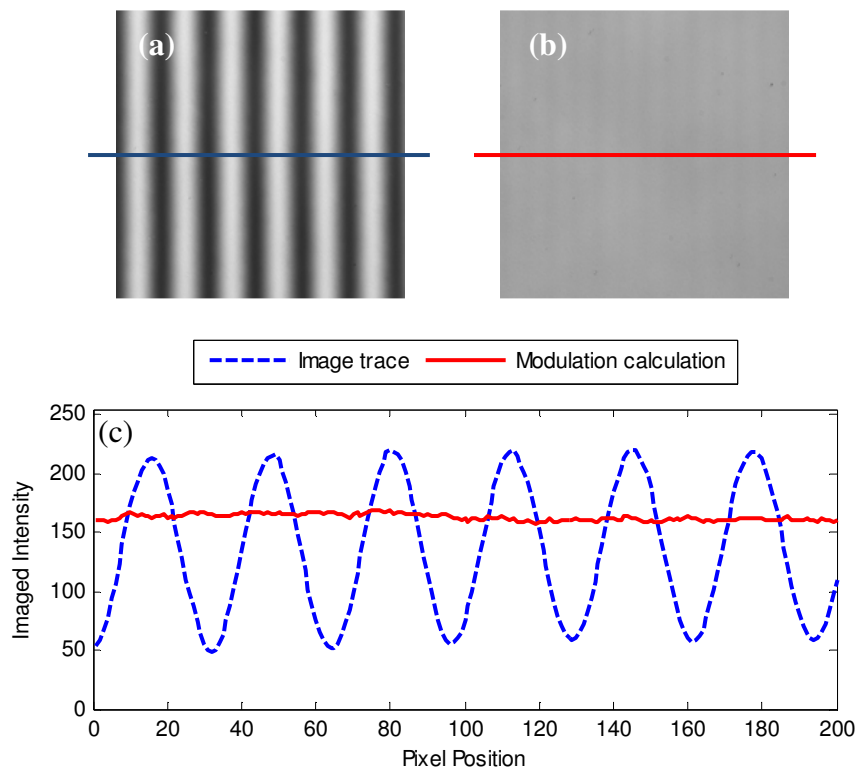 (a)
(b)
Image trace
Modulation calculation
(c)
250
200
150
100
50
0
Imaged Intensity
0 20 40 60 80 100 120 140 160 180 200
Pixel Position